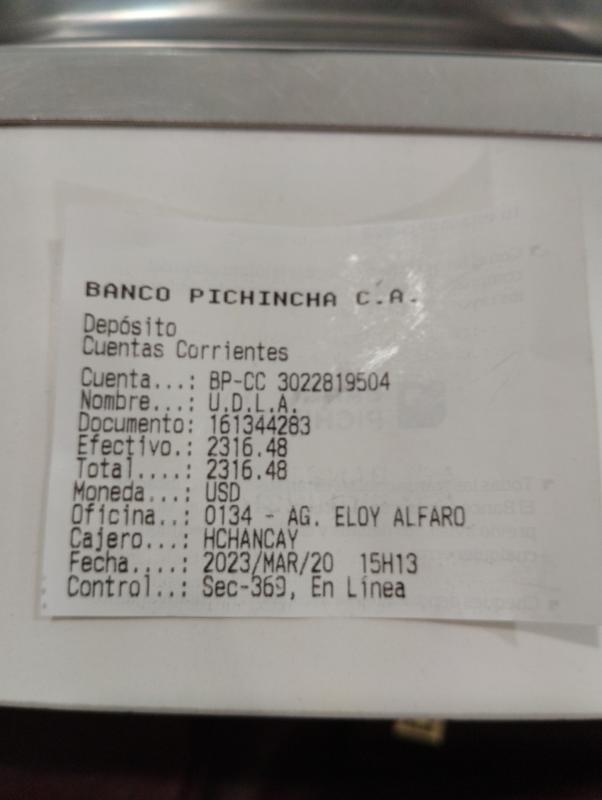 BANCO PICHINCHA C.A.
Depósito
Cuentas Corrientes
Cuenta...: BP-CC 3022819504
Nombre...: U.D.L.A.
Documento: 161344283
Efectivo.: 2316.48
Total....: 2316.48
Moneda...: USD
Oficina..: 0134 - AG. ELOY ALFARO
Cajero...: HCHANCAY
Fecha....: 2023/MAR/20 15H13
Control..: Sec-369, En Línea